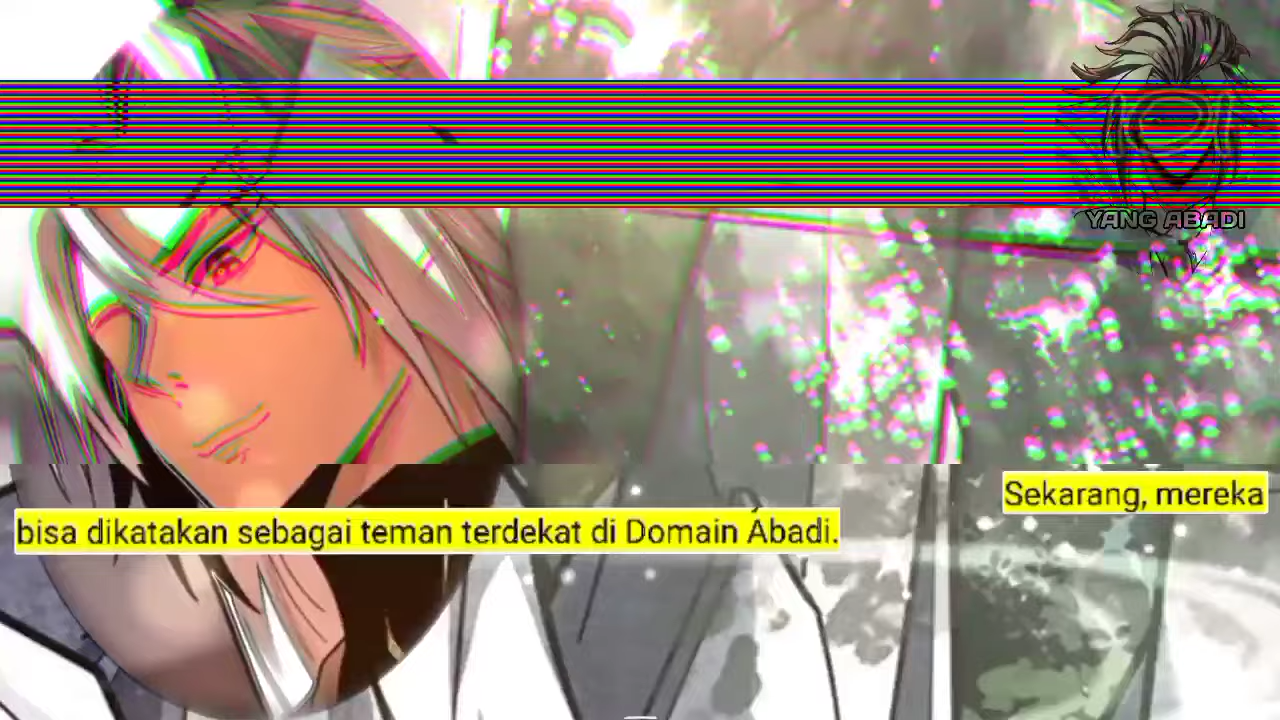 YANG ABADI
Sekarang, mereka
bisa dikatakan sebagai teman terdekat di Domain Abadi.